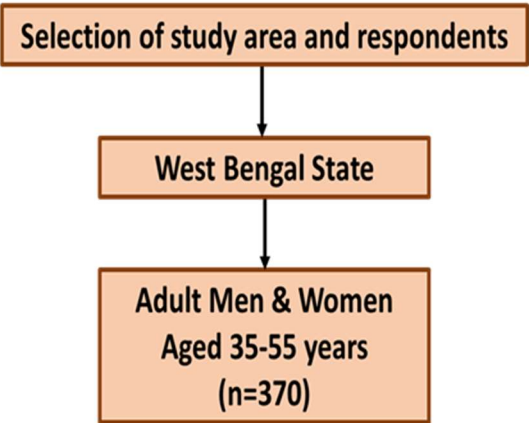 Selection of study area and respondents
West Bengal State
Adult Men & Women
Aged 35-55 years
(n=370)